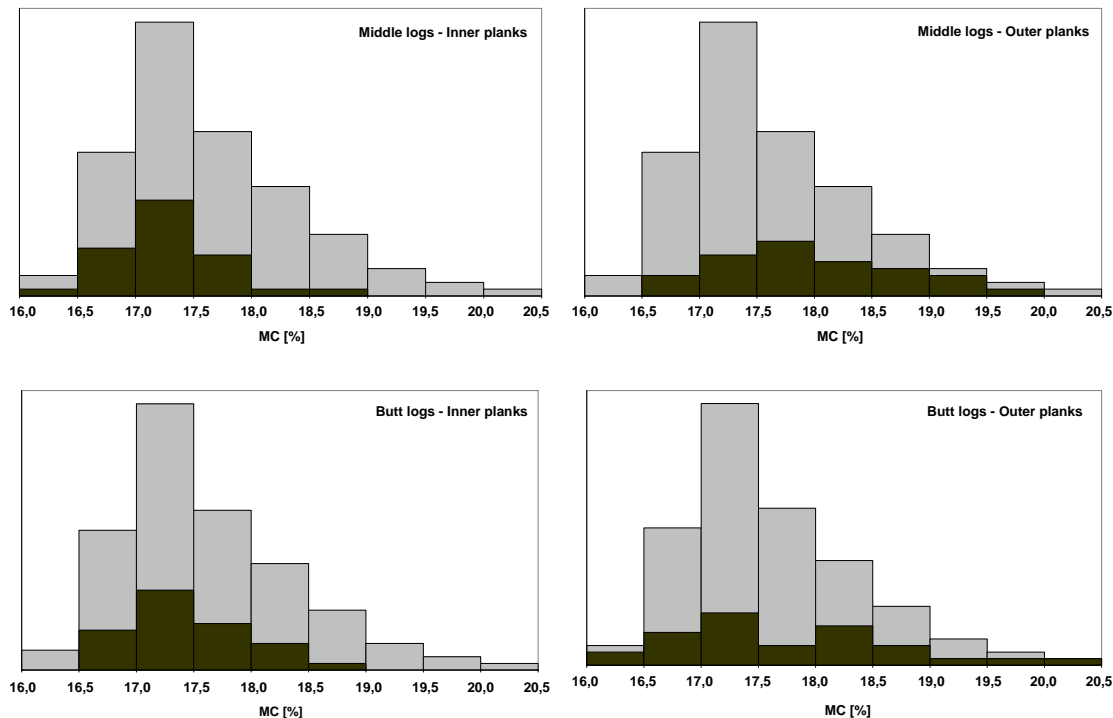 Middle logs - Inner planks
16,0 16,5 17,0 17,5 18,0 18,5 19,0 19,5 20,0 20,5
MC [%]
Middle logs - Outer planks
16,0 16,5 17,0 17,5 18,0 18,5 19,0 19,5 20,0 20,5
MC [%]
Butt logs - Inner planks
16,0 16,5 17,0 17,5 18,0 18,5 19,0 19,5 20,0 20,5
MC [%]
Butt logs - Outer planks
16,0 16,5 17,0 17,5 18,0 18,5 19,0 19,5 20,0 20,5
MC [%]